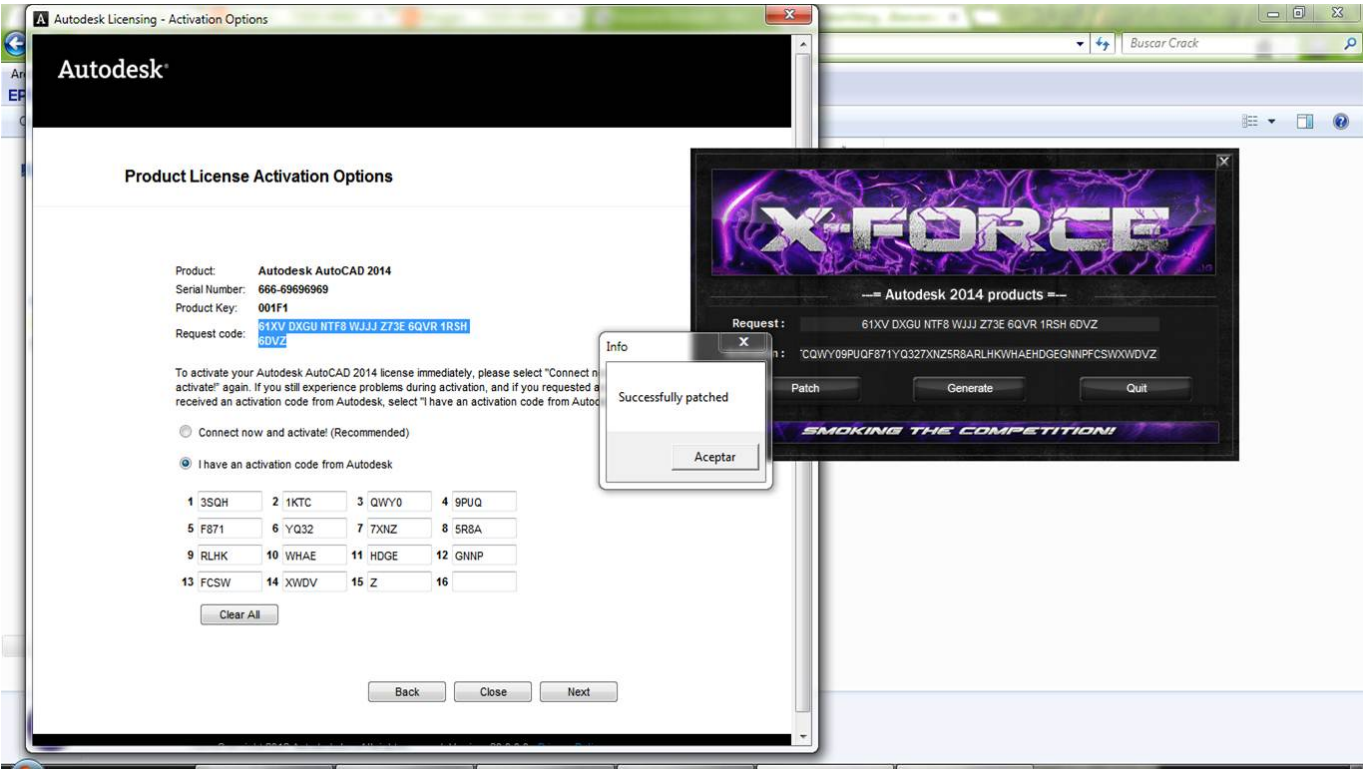 Autodesk Licensing - Activation Options
Buscar Crack
Autodesk
Product License Activation Options
Product: Autodesk AutoCAD 2014
Serial Number: 666-69696969
Product Key: 001F1
Request code: 61XV DXGU NTF8 WJJJ Z73E 6QVR 1RSH
6DVZ
To activate your Autodesk AutoCAD 2014 license immediately, please select "Connect
activate!" again. If you still experience problems during activation, and if you requested
received an activation code from Autodesk, select "I have an activation code from
Connect now and activate! (Recommended)
I have an activation code from Autodesk
1 3SQH 2 1KTC 3 QWY0 4 9PUQ
5 F871 6 YQ32 7 7XNZ 8 5R8A
9 RLHK 10 WHAE 11 HDGE 12 GNNP
13 FCSW 14 XWDV 15 Z 16
Clear All
Back Close Next
X-FORCE
---= Autodesk 2014 products =---
Request: 61XV DXGU NTF8 WJJJ Z73E 6QVR 1RSH 6DVZ
CQWY09PUQF871YQ327XNZ5R8ARLHKWHAEHDGEGNNPFCSWXWDVZ
Patch Generate Quit
SMOKING THE COMPETITION!
Info
Successfully patched
Aceptar